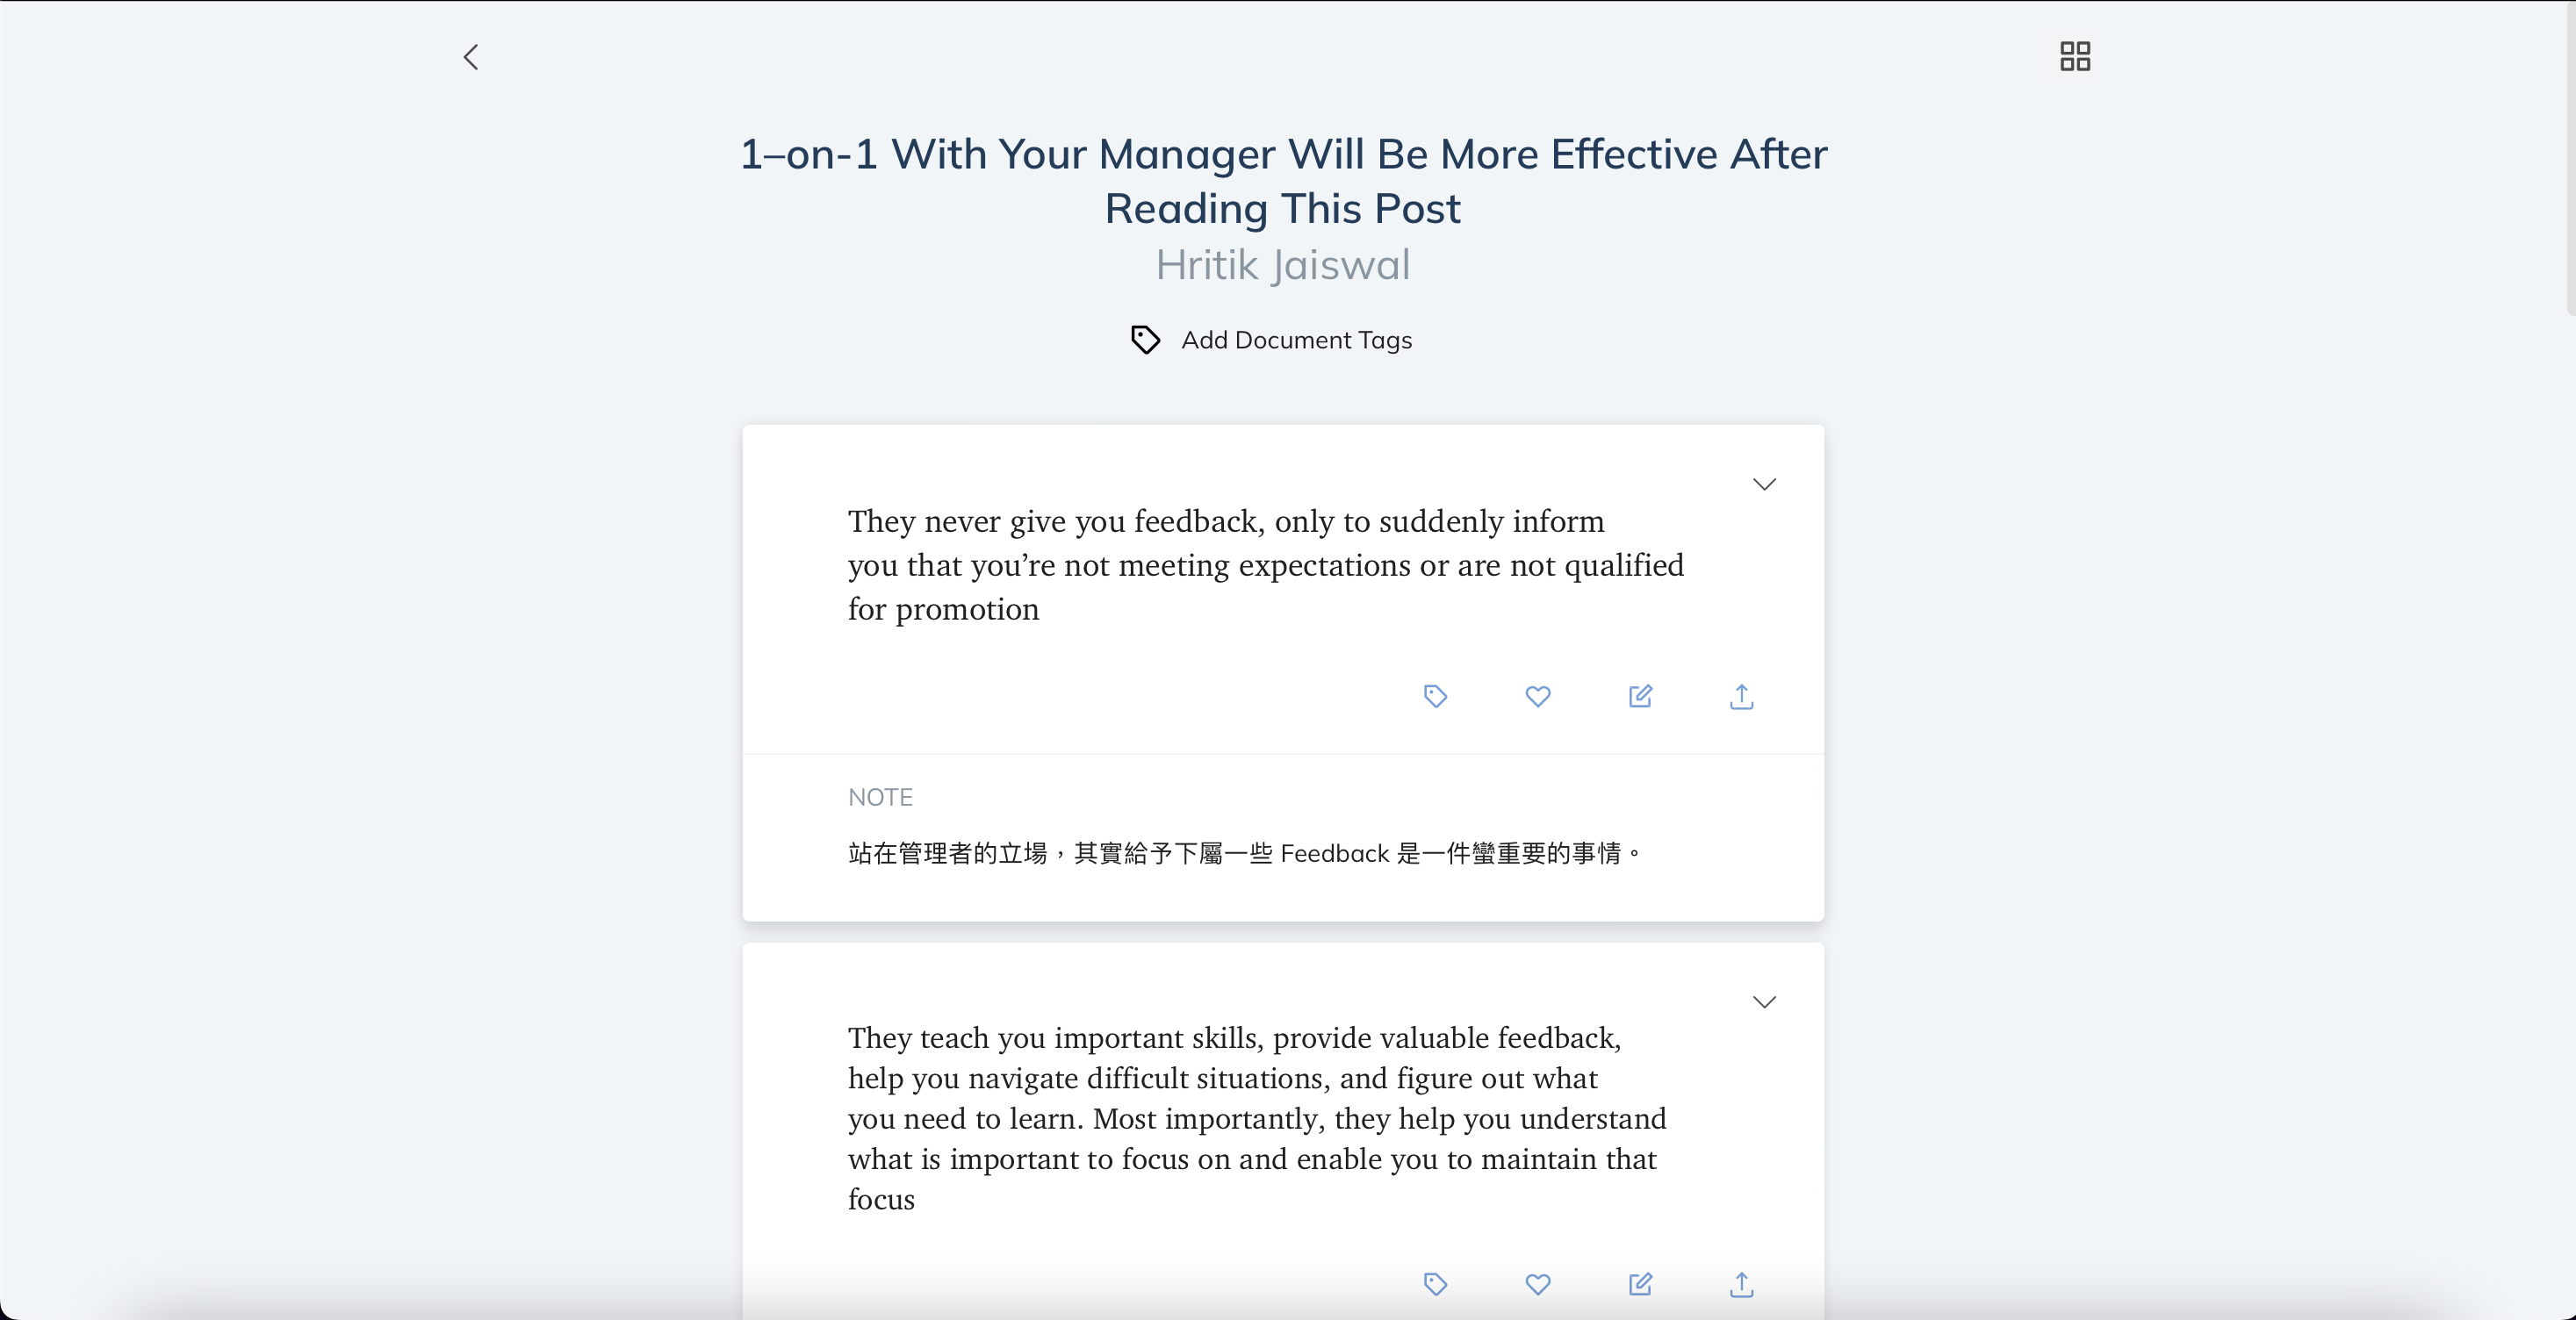 1–on-1 With Your Manager Will Be More Effective After
Reading This Post
Hritik Jaiswal
Add Document Tags
They never give you feedback, only to suddenly inform
you that you’re not meeting expectations or are not qualified
for promotion
NOTE
站在管理者的立場，其實給予下屬一些 Feedback 是一件蠻重要的事情。
They teach you important skills, provide valuable feedback,
help you navigate difficult situations, and figure out what
you need to learn. Most importantly, they help you understand
what is important to focus on and enable you to maintain that
focus